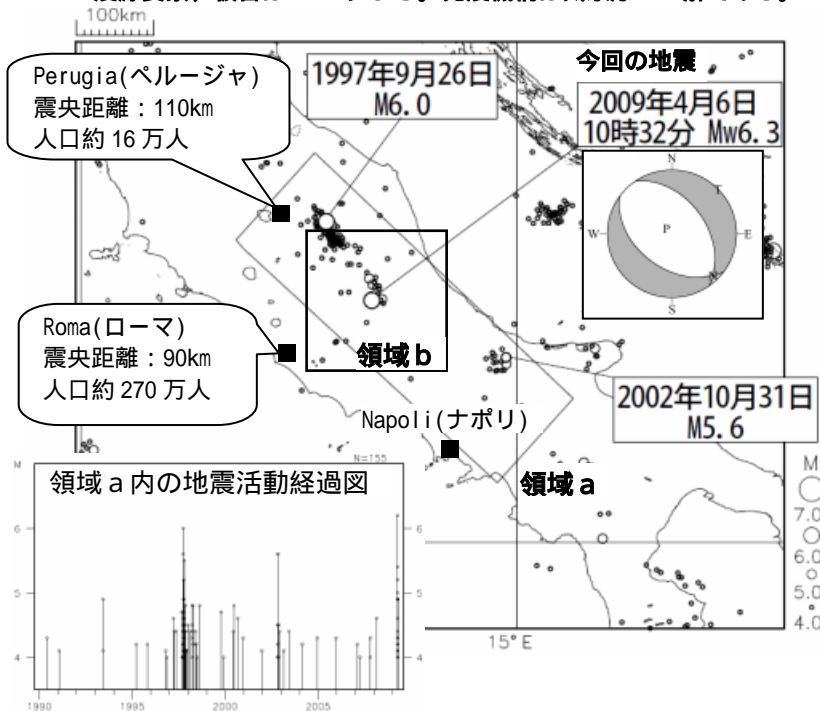 100km
Perugia(ペルージャ)
震央距離：110km
人口約 16 万人
1997年9月26日
M6.0
今回の地震
2009年4月6日
10時32分 Mw6.3
N
T
P
W
E
S
Roma(ローマ)
震央距離：90km
人口約 270 万人
領域ｂ
2002年10月31日
M5.6
Napoli(ナポリ)
領域ａ
M
7.0
6.0
5.0
4.0
15°E
N=155
M
領域ａ内の地震活動経過図
6
6
5
5
4
4
1990
1995
2000
2005